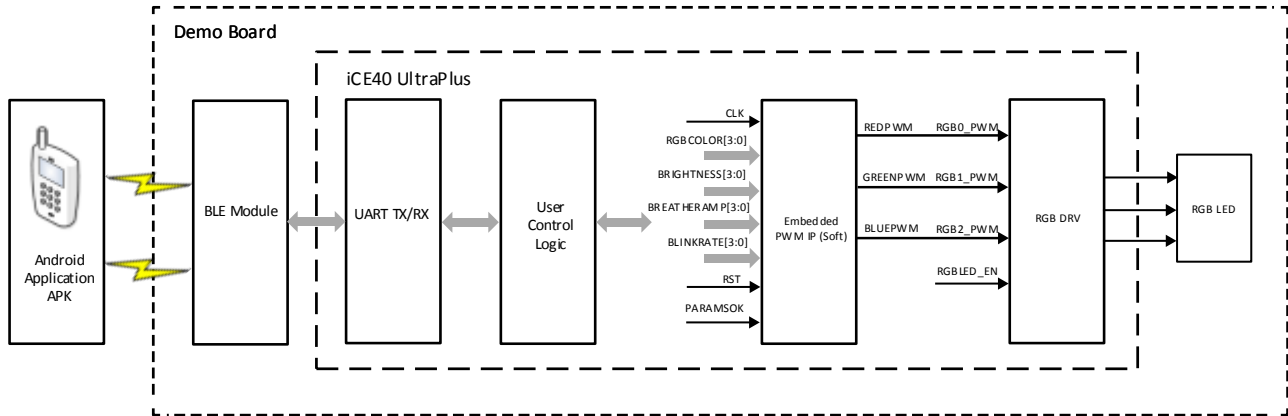 Demo Board
iCE40 UltraPlus
Android
Application
APK
BLE Module
UART TX/RX
User
Control
Logic
CLK
RGBCOLOR[3:0]
BRIGHTNESS[3:0]
BREATHERAMP[3:0]
BLINKRATE[3:0]
RST
PARAMSOK
Embedded
PWM IP (Soft)
REDPWM
RGB0_PWM
GREENPWM
RGB1_PWM
BLUEPWM
RGB2_PWM
RGBLED_EN
RGB DRV
RGB LED